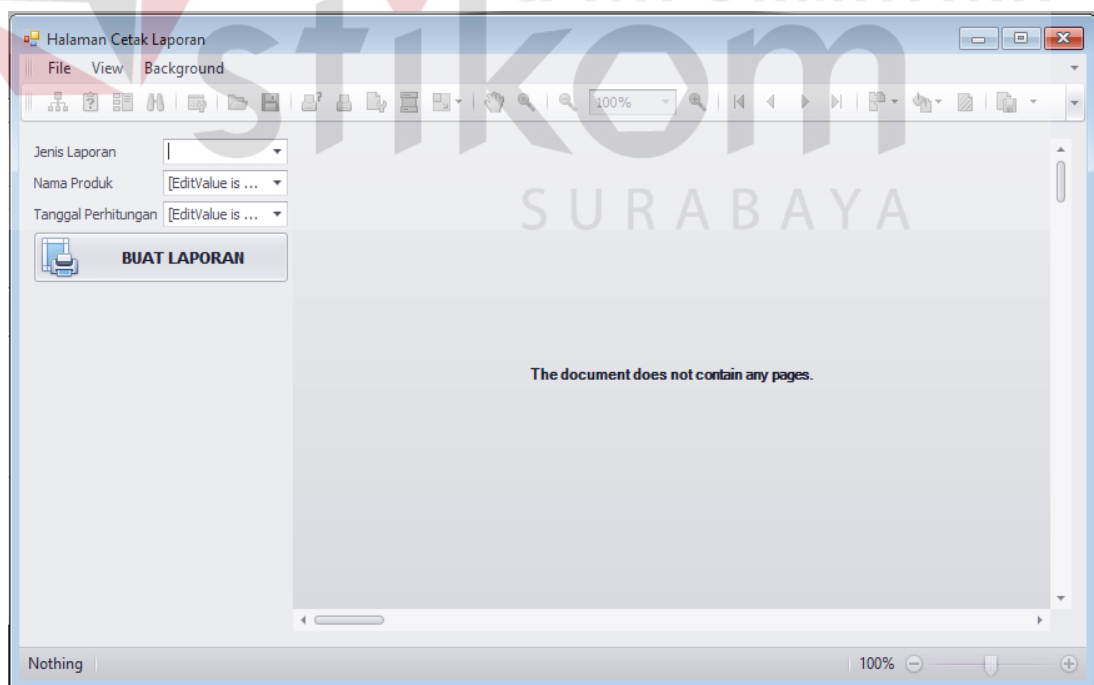 Halaman Cetak Laporan
File View Background
100%
Jenis Laporan
Nama Produk [EditValue is ...
Tanggal Perhitungan [EditValue is ...
BUAT LAPORAN
stikom
SURABAYA
The document does not contain any pages.
Nothing 100%